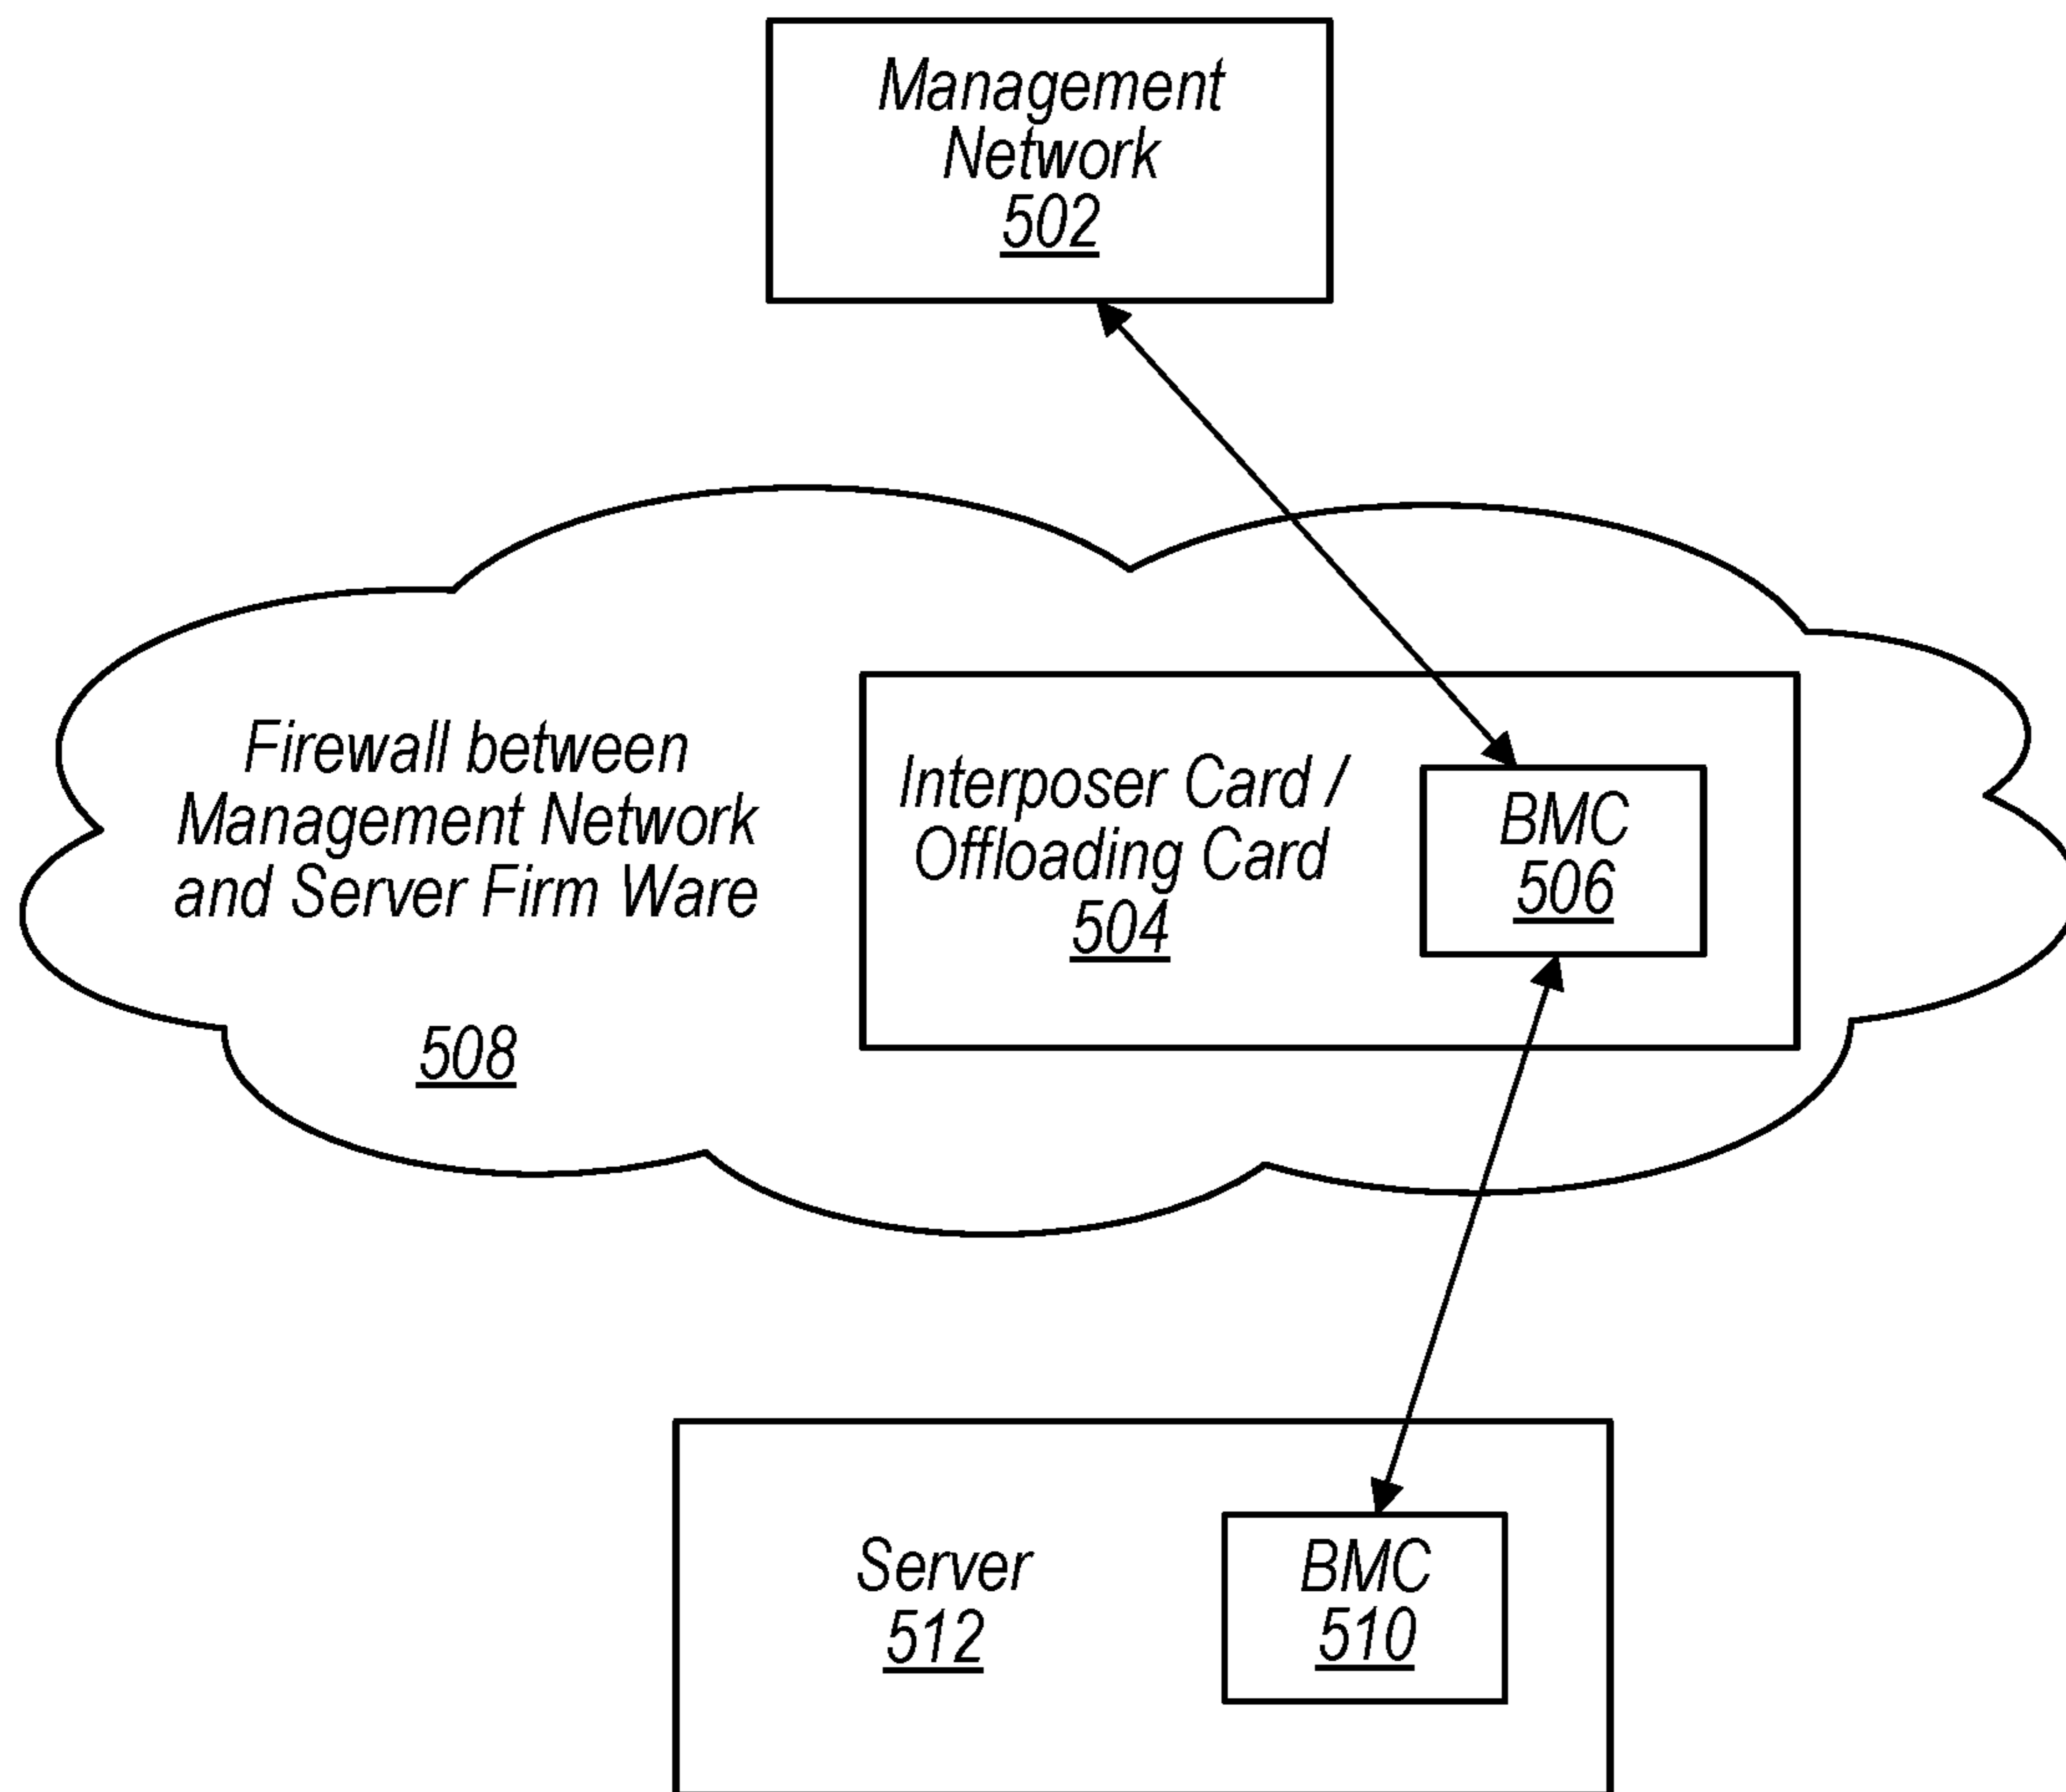 Management
Network
502
Firewall between
Management Network
and Server Firm Ware
508
Interposer Card /
Offloading Card
504
BMC
506
Server
512
BMC
510